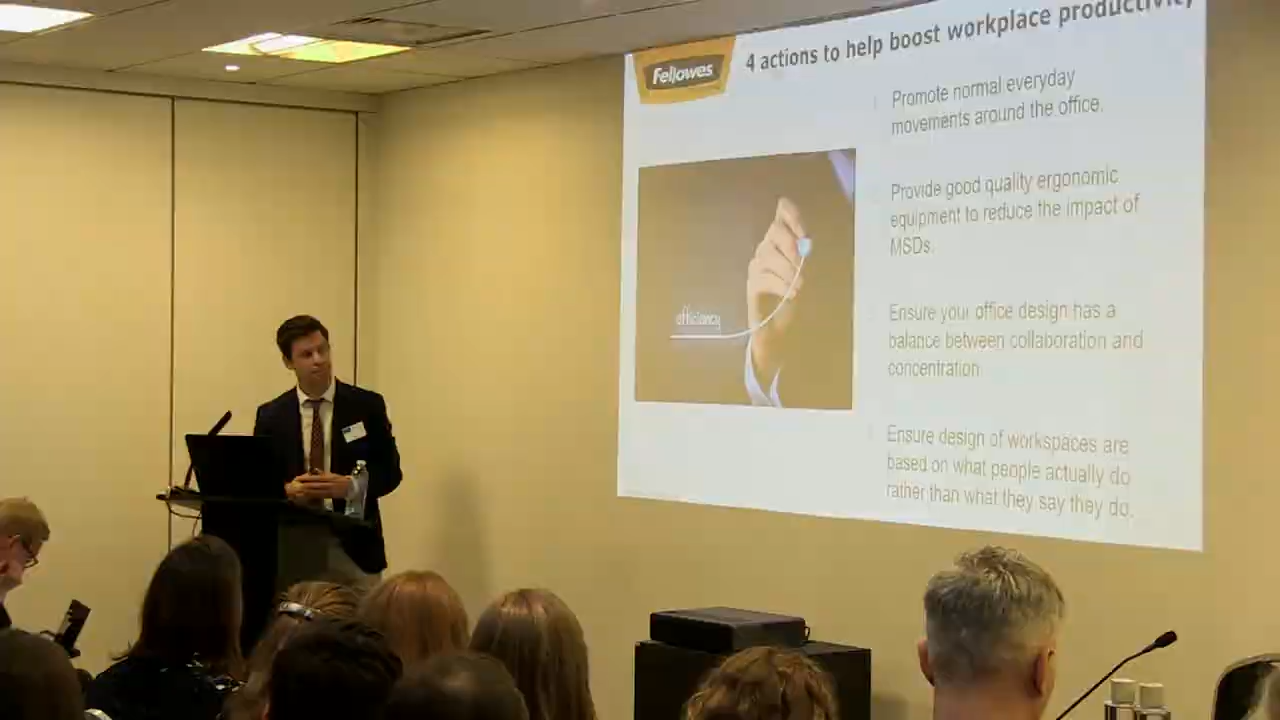 Fellowes
4 actions to help boost workplace productivity
Promote normal everyday
movements around the office.
Provide good quality ergonomic
equipment to reduce the impact of
MSDs.
efficiency
Ensure your office design has a
balance between collaboration and
concentration
Ensure design of workspaces are
based on what people actually do
rather than what they say they do.